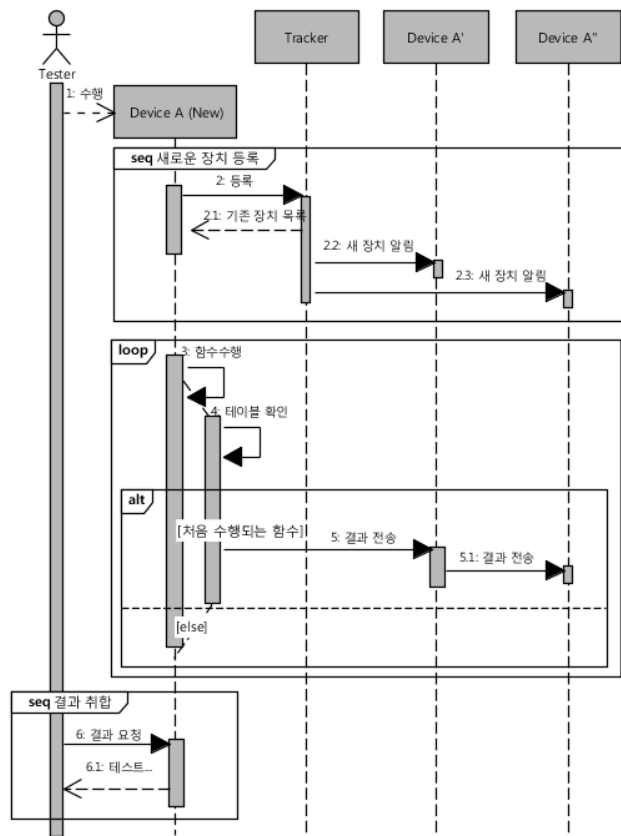 Tracker
Device A'
Device A"
Tester
1: 수행
Device A (New)
seq 새로운 장치 등록
2: 등록
2.1: 기존 장치 목록
2.2: 새 장치 알림
2.3: 새 장치 알림
loop
3: 함수수행
4: 테이블 확인
alt
[처음 수행되는 함수]
5: 결과 전송
5.1: 결과 전송
[else]
seq 결과 취합
6: 결과 요청
6.1: 테스트...